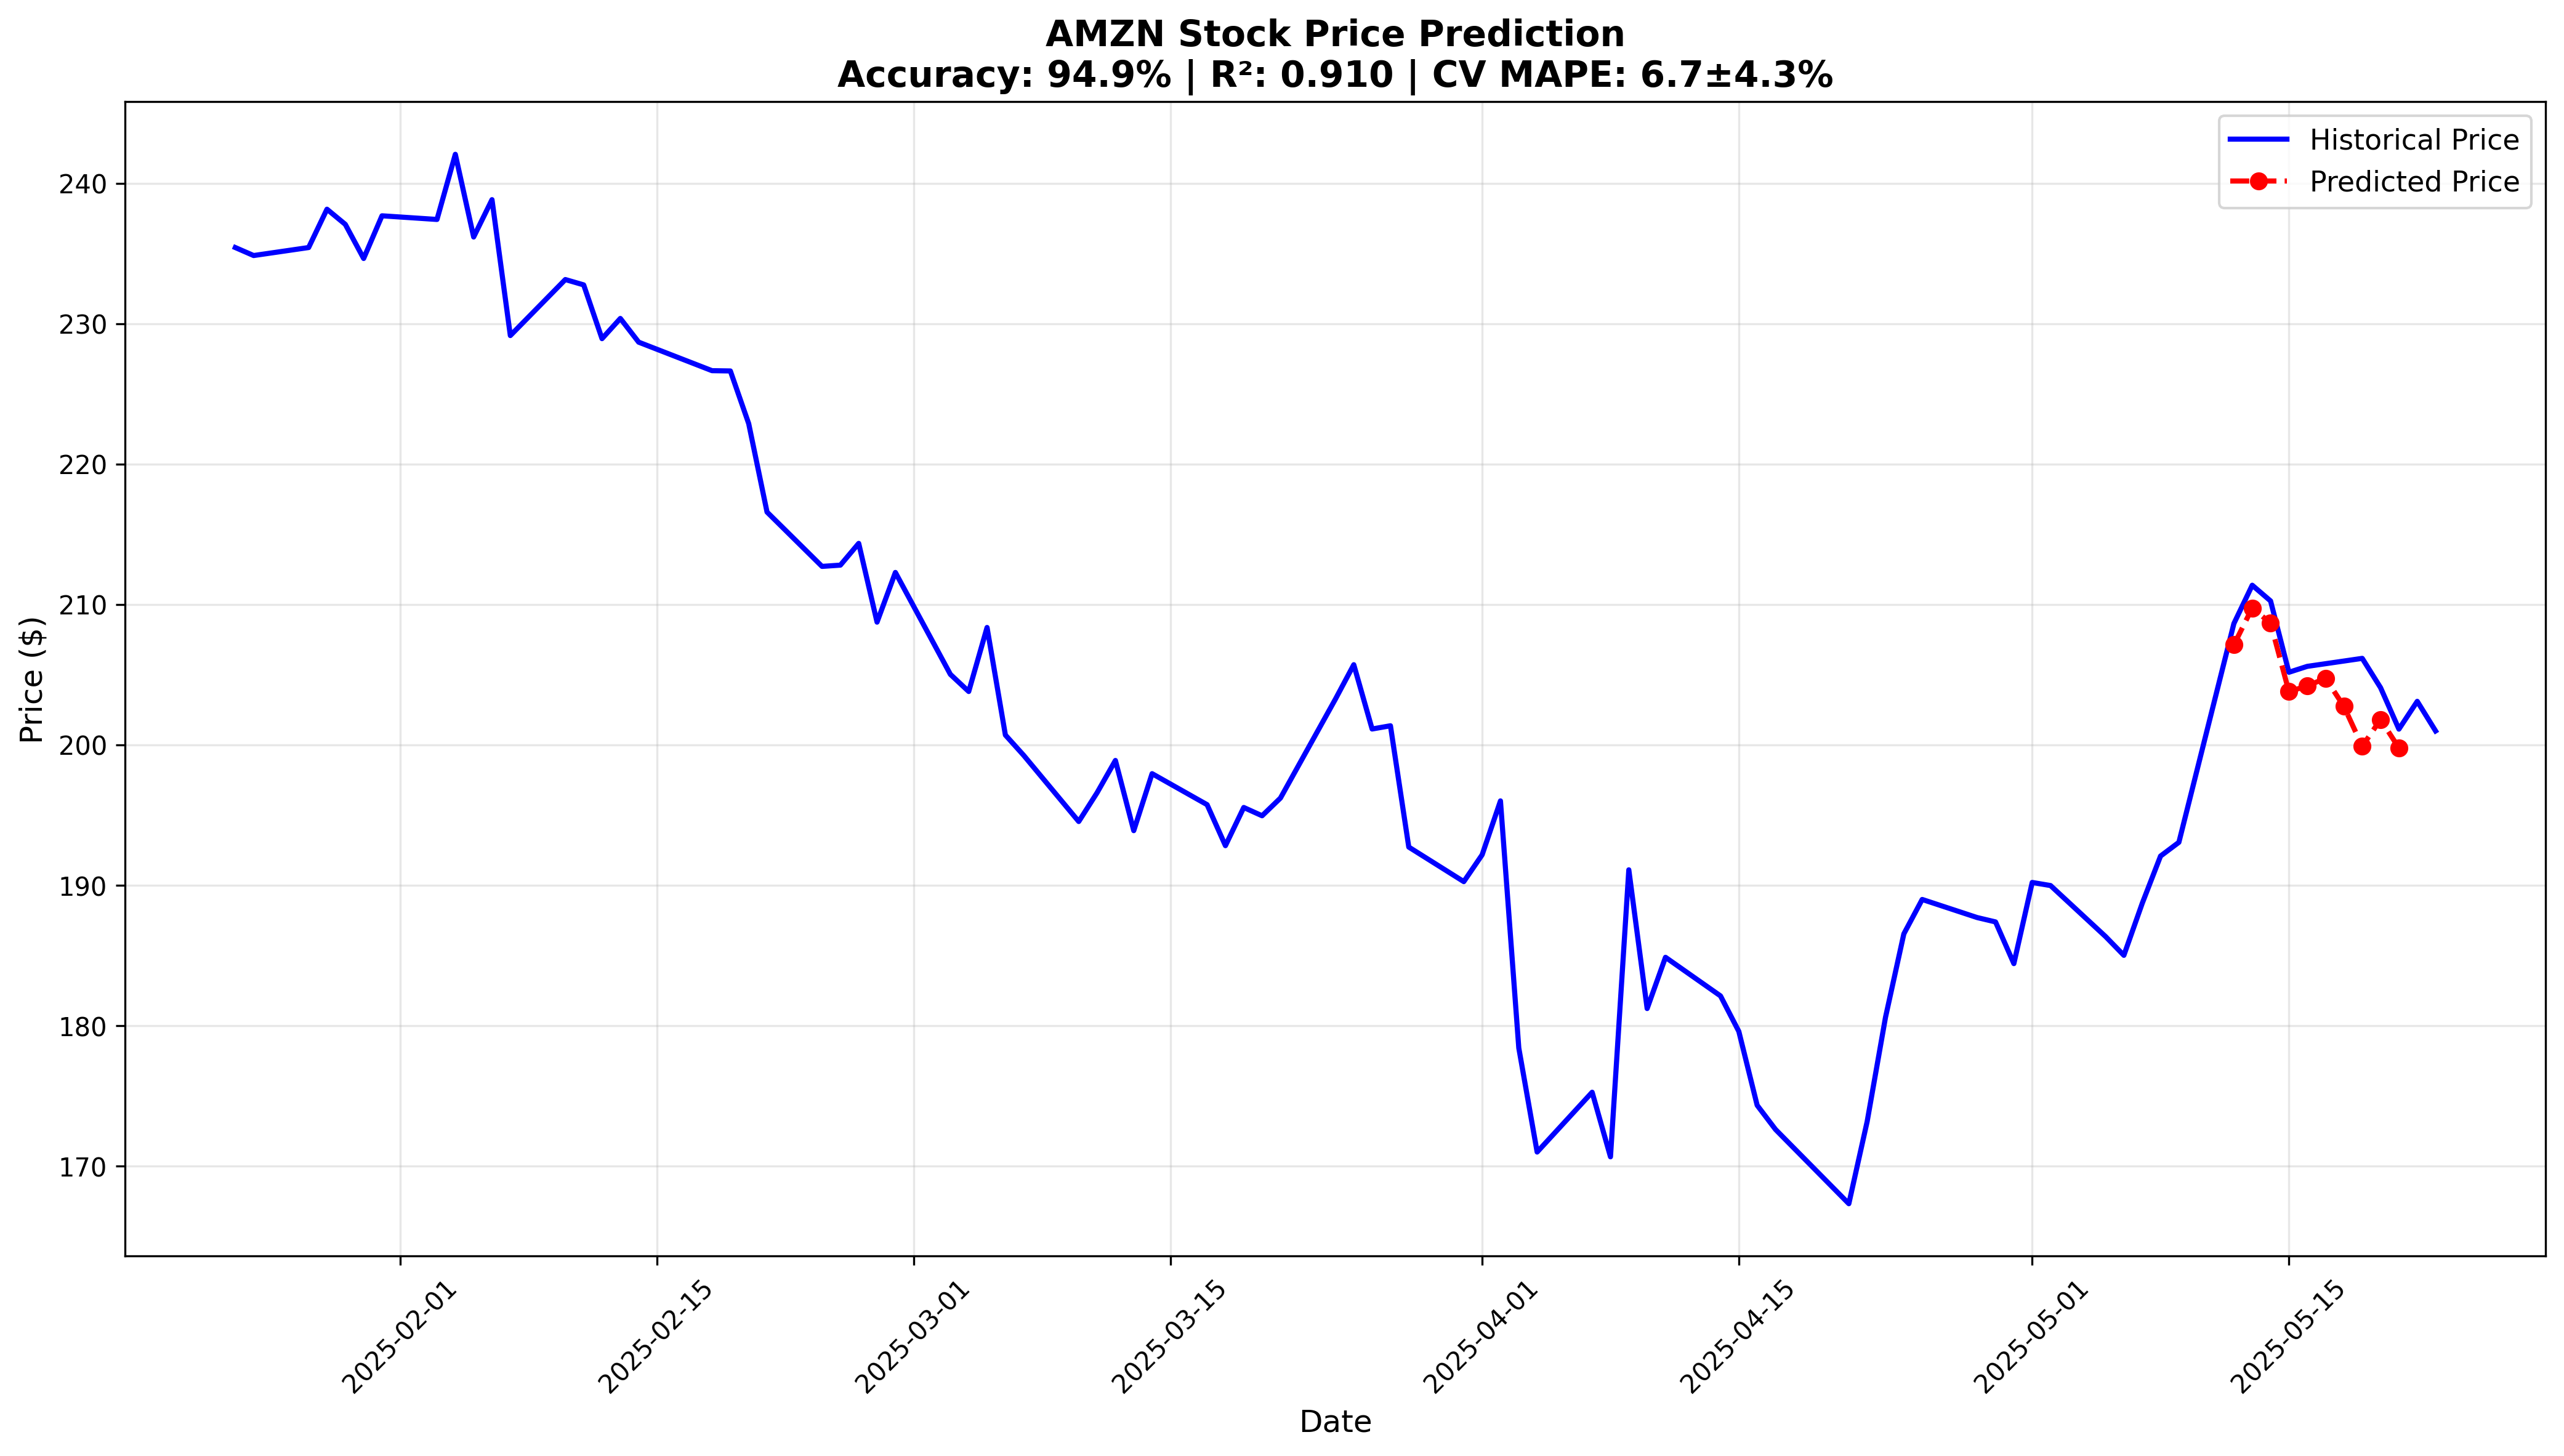 AMZN Stock Price Prediction
Accuracy: 94.9% | R²: 0.910 | CV MAPE: 6.7±4.3%
Historical Price
Predicted Price
Price ($)
240
230
220
210
200
190
180
170
2025-02-01
2025-02-15
2025-03-01
2025-03-15
2025-04-01
2025-04-15
2025-05-01
2025-05-15
Date